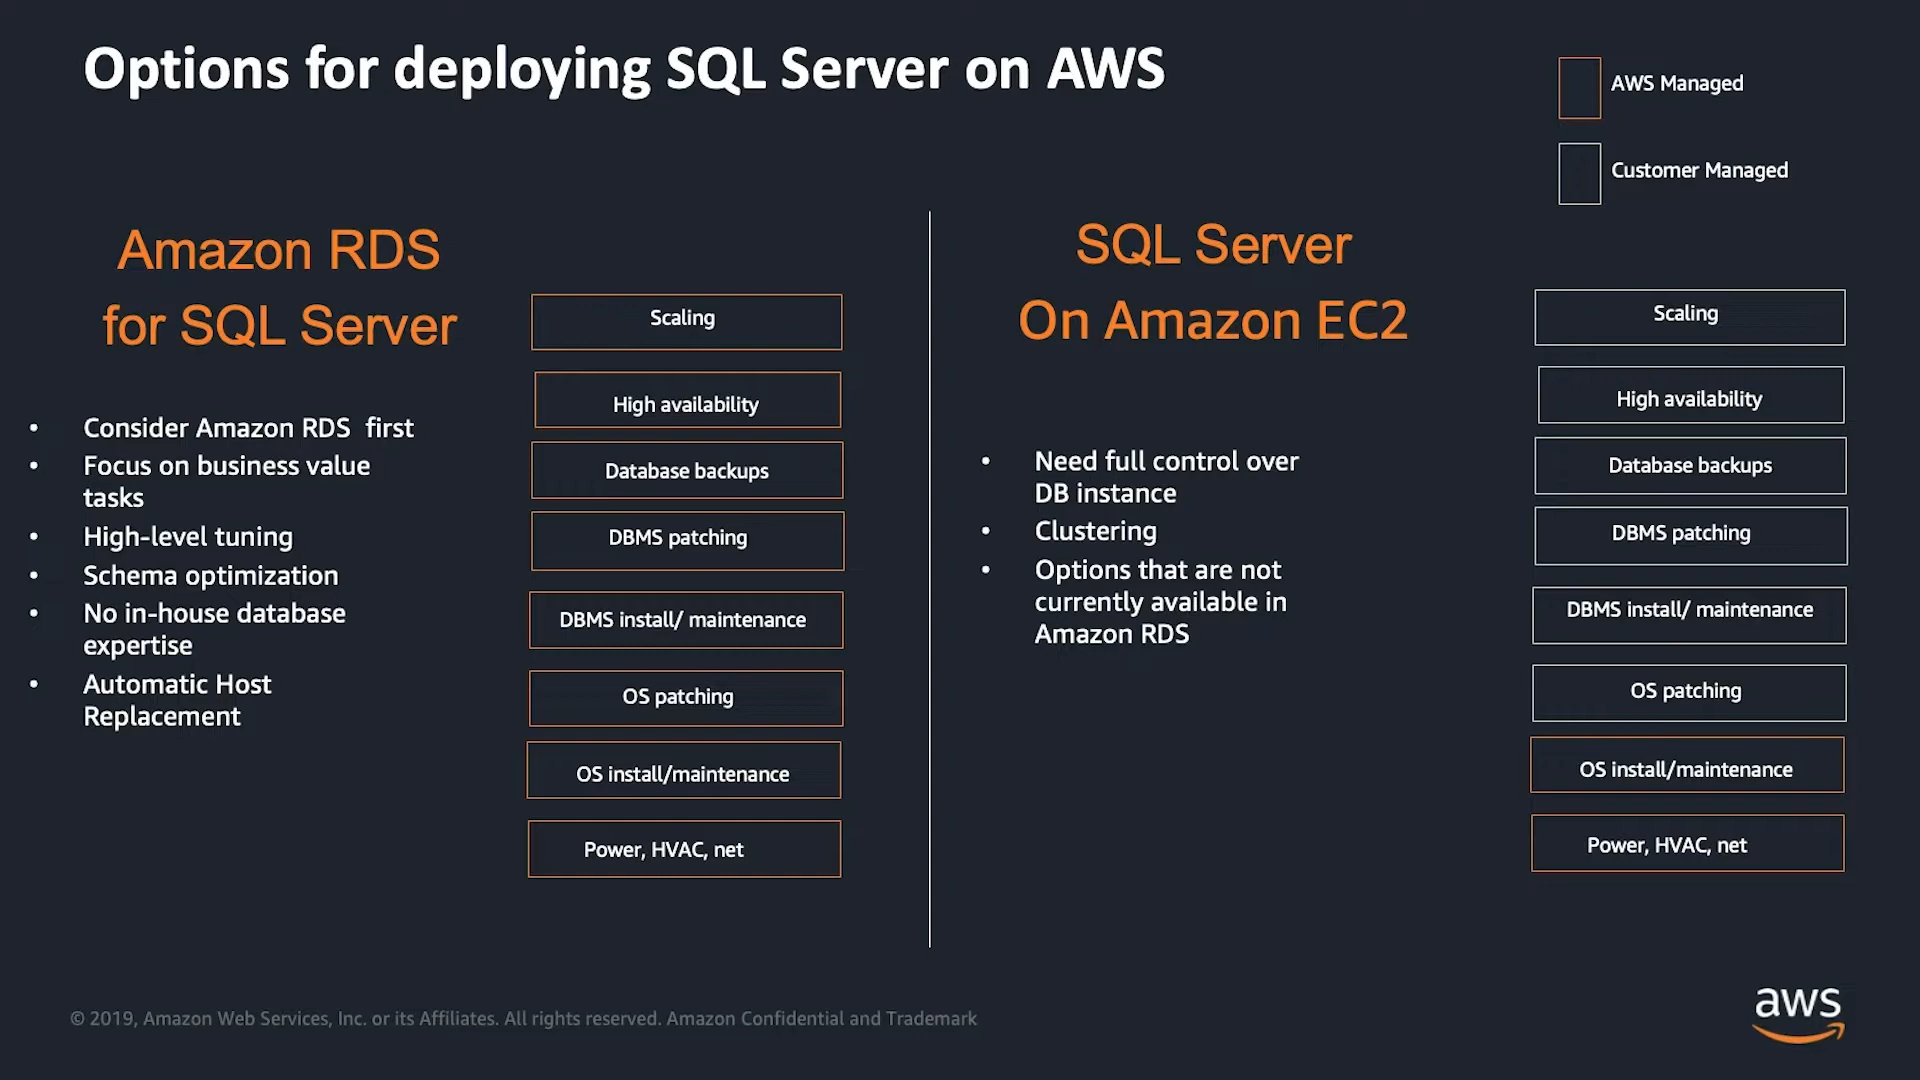 Options for deploying SQL Server on AWS
AWS Managed
Customer Managed
Amazon RDS
for SQL Server
• Consider Amazon RDS  first
• Focus on business value
tasks
• High-level tuning
• Schema optimization
• No in-house database
expertise
• Automatic Host
Replacement
Scaling
High availability
Database backups
DBMS patching
DBMS install/ maintenance
OS patching
OS install/maintenance
Power, HVAC, net
SQL Server
On Amazon EC2
• Need full control over
DB instance
• Clustering
• Options that are not
currently available in
Amazon RDS
Scaling
High availability
Database backups
DBMS patching
DBMS install/ maintenance
OS patching
OS install/maintenance
Power, HVAC, net
© 2019, Amazon Web Services, Inc. or its Affiliates. All rights reserved. Amazon Confidential and Trademark
aws